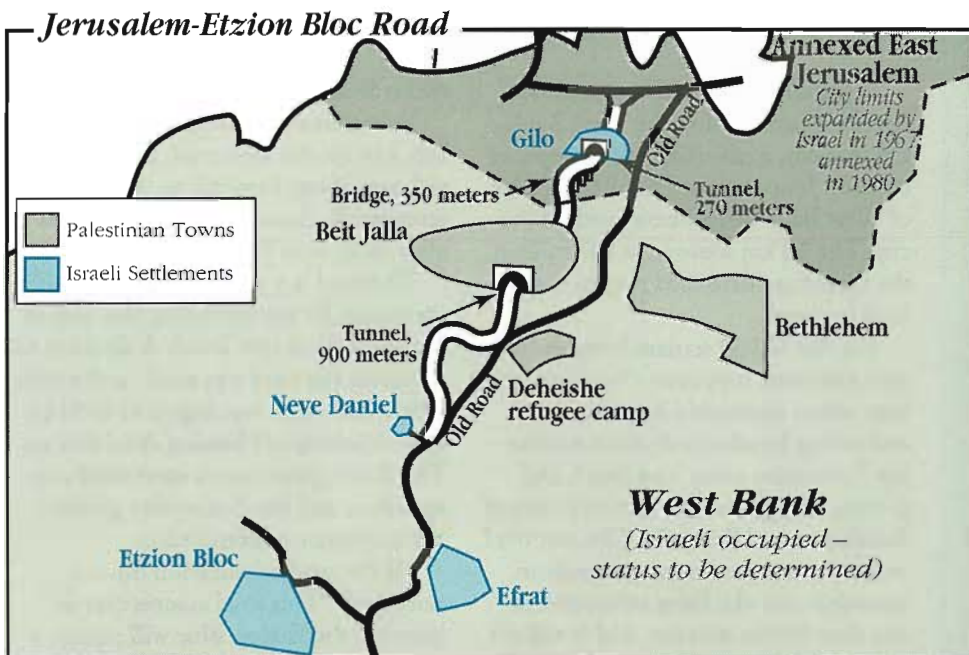 Jerusalem-Etzion Bloc Road
Annexed East
Jerusalem
City limits
expanded by
Israel in 1967
annexed
in 1980
Gilo
Old Road
Bridge, 350 meters
Tunnel,
270 meters
Palestinian Towns
Israeli Settlements
Beit Jalla
Bethlehem
Tunnel,
900 meters
Deheishe
refugee camp
Neve Daniel
Old Road
West Bank
(Israeli occupied –
status to be determined)
Etzion Bloc
Efrat